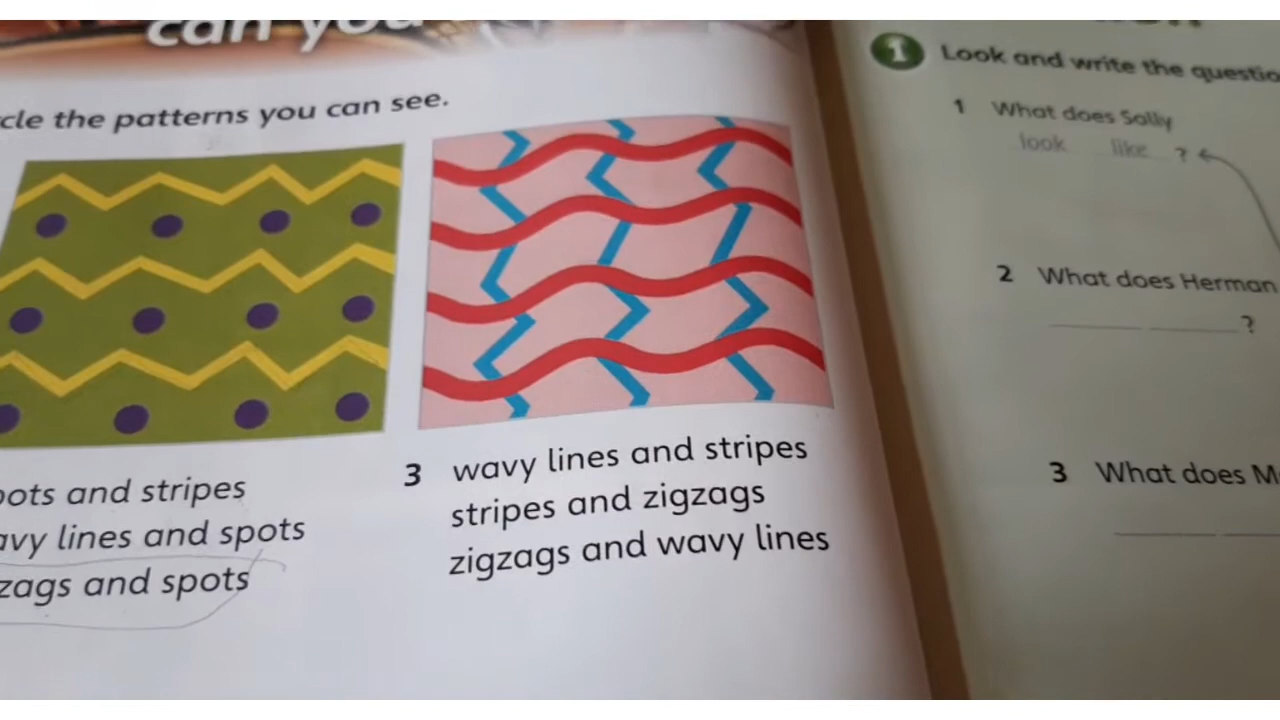 can you
cle the patterns you can see.
ots and stripes
avy lines and spots
zags and spots
3 wavy lines and stripes
stripes and zigzags
zigzags and wavy lines
1 Look and write the questio
1 What does Sally
look like ?
2 What does Herman
?
3 What does M